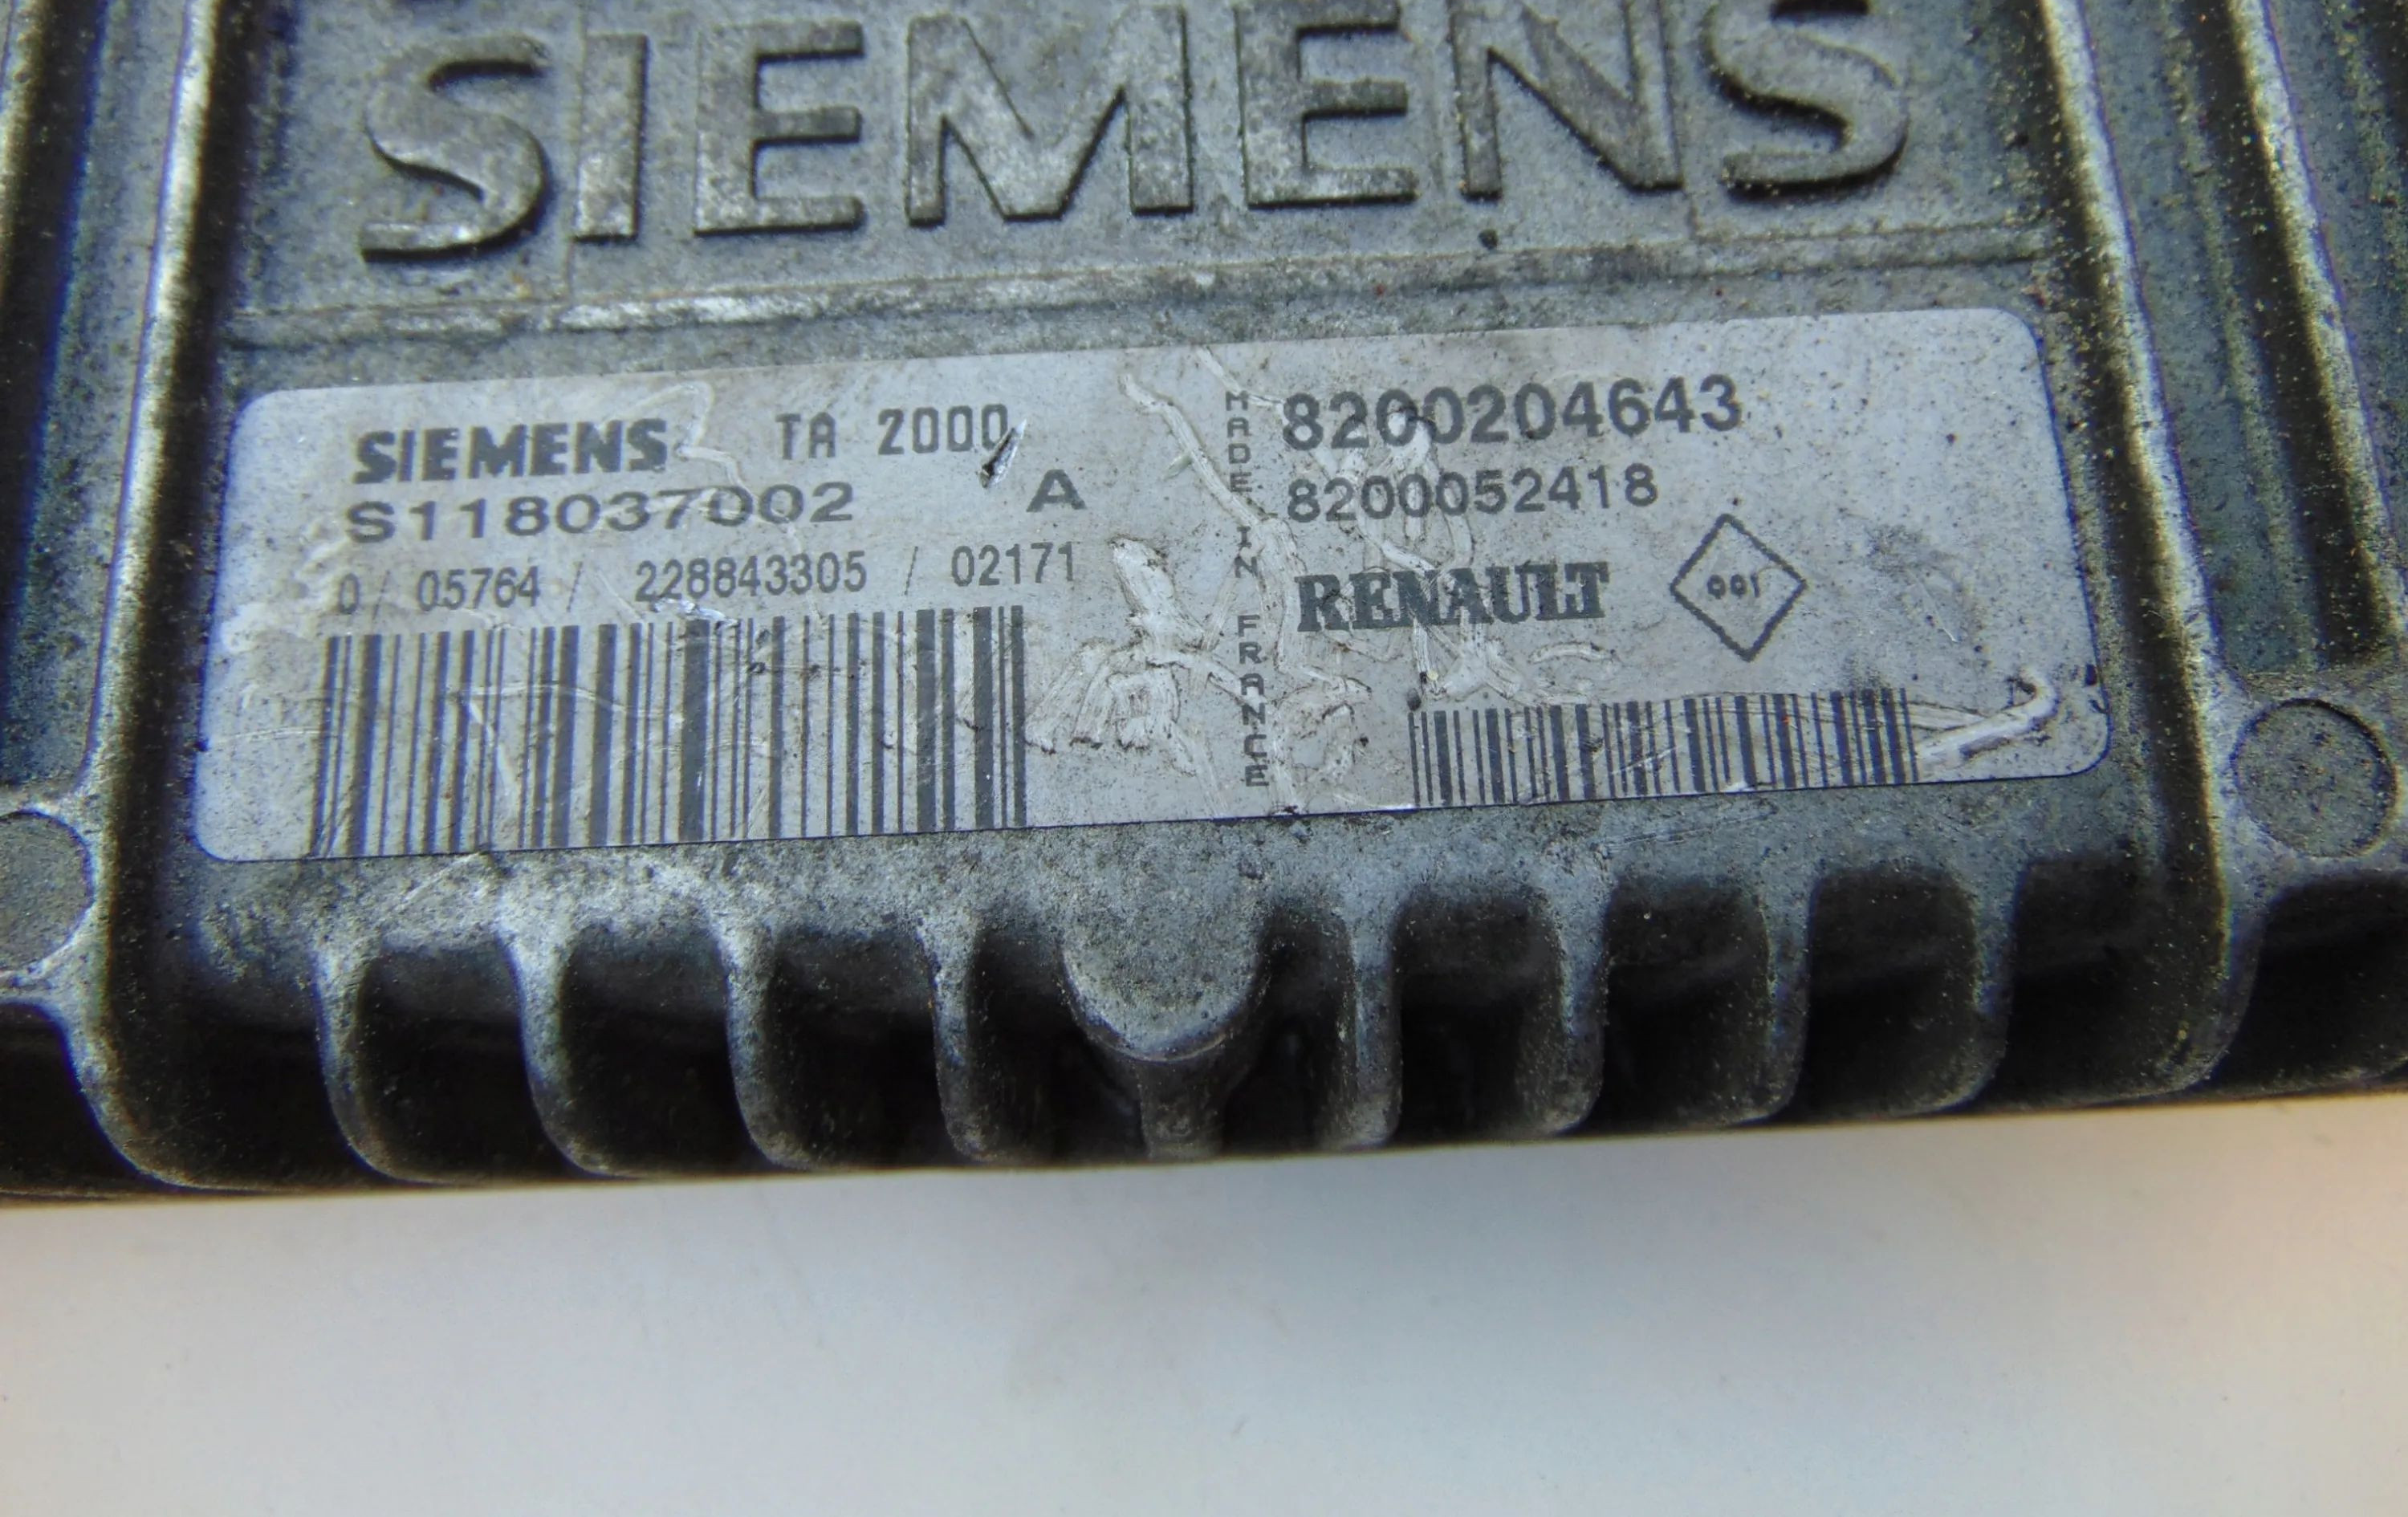 SIEMENS
SIEMENS TA 2000
S118037002 A
0 / 05764 / 228843305 / 02171
MADE IN FRANCE
8200204643
8200052418
RENAULT
001